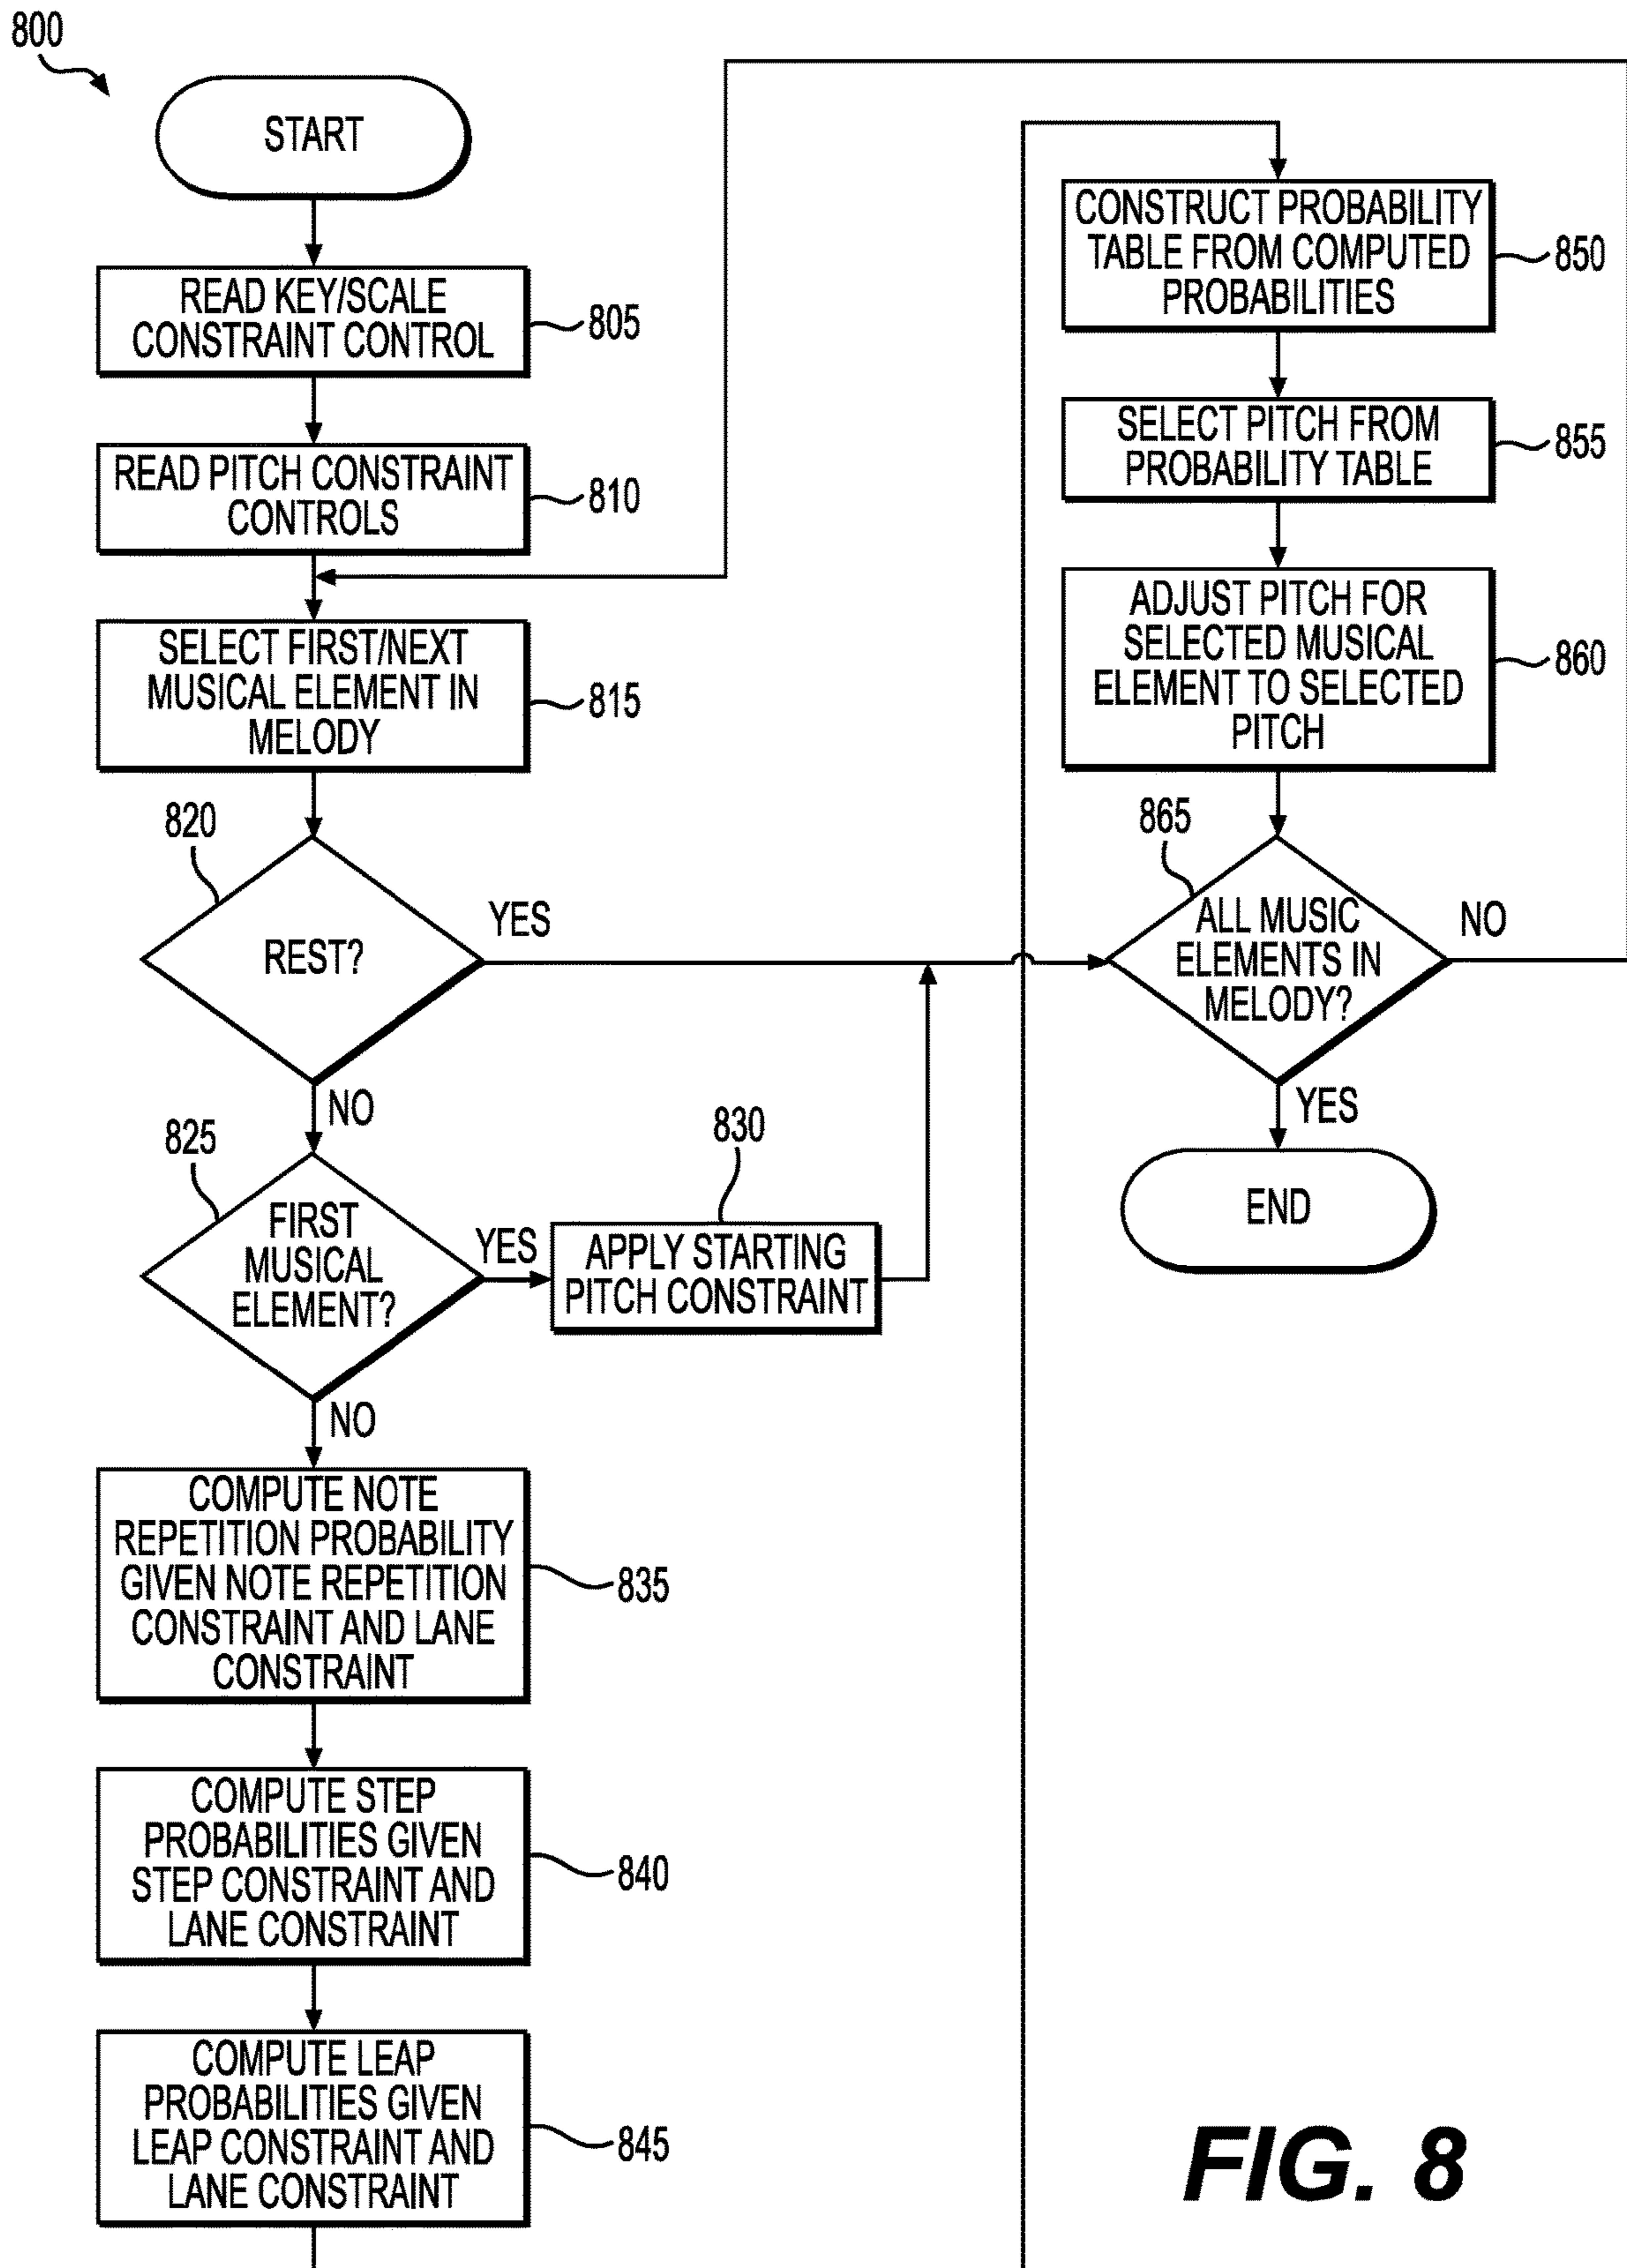 800
START
READ KEY/SCALE
CONSTRAINT CONTROL
805
READ PITCH CONSTRAINT
CONTROLS
810
SELECT FIRST/NEXT
MUSICAL ELEMENT IN
MELODY
815
820
REST?
YES
NO
825
FIRST
MUSICAL
ELEMENT?
YES
NO
830
APPLY STARTING
PITCH CONSTRAINT
COMPUTE NOTE
REPETITION PROBABILITY
GIVEN NOTE REPETITION
CONSTRAINT AND LANE
CONSTRAINT
835
COMPUTE STEP
PROBABILITIES GIVEN
STEP CONSTRAINT AND
LANE CONSTRAINT
840
COMPUTE LEAP
PROBABILITIES GIVEN
LEAP CONSTRAINT AND
LANE CONSTRAINT
845
CONSTRUCT PROBABILITY
TABLE FROM COMPUTED
PROBABILITIES
850
SELECT PITCH FROM
PROBABILITY TABLE
855
ADJUST PITCH FOR
SELECTED MUSICAL
ELEMENT TO SELECTED
PITCH
860
865
ALL MUSIC
ELEMENTS IN
MELODY?
NO
YES
END
FIG. 8